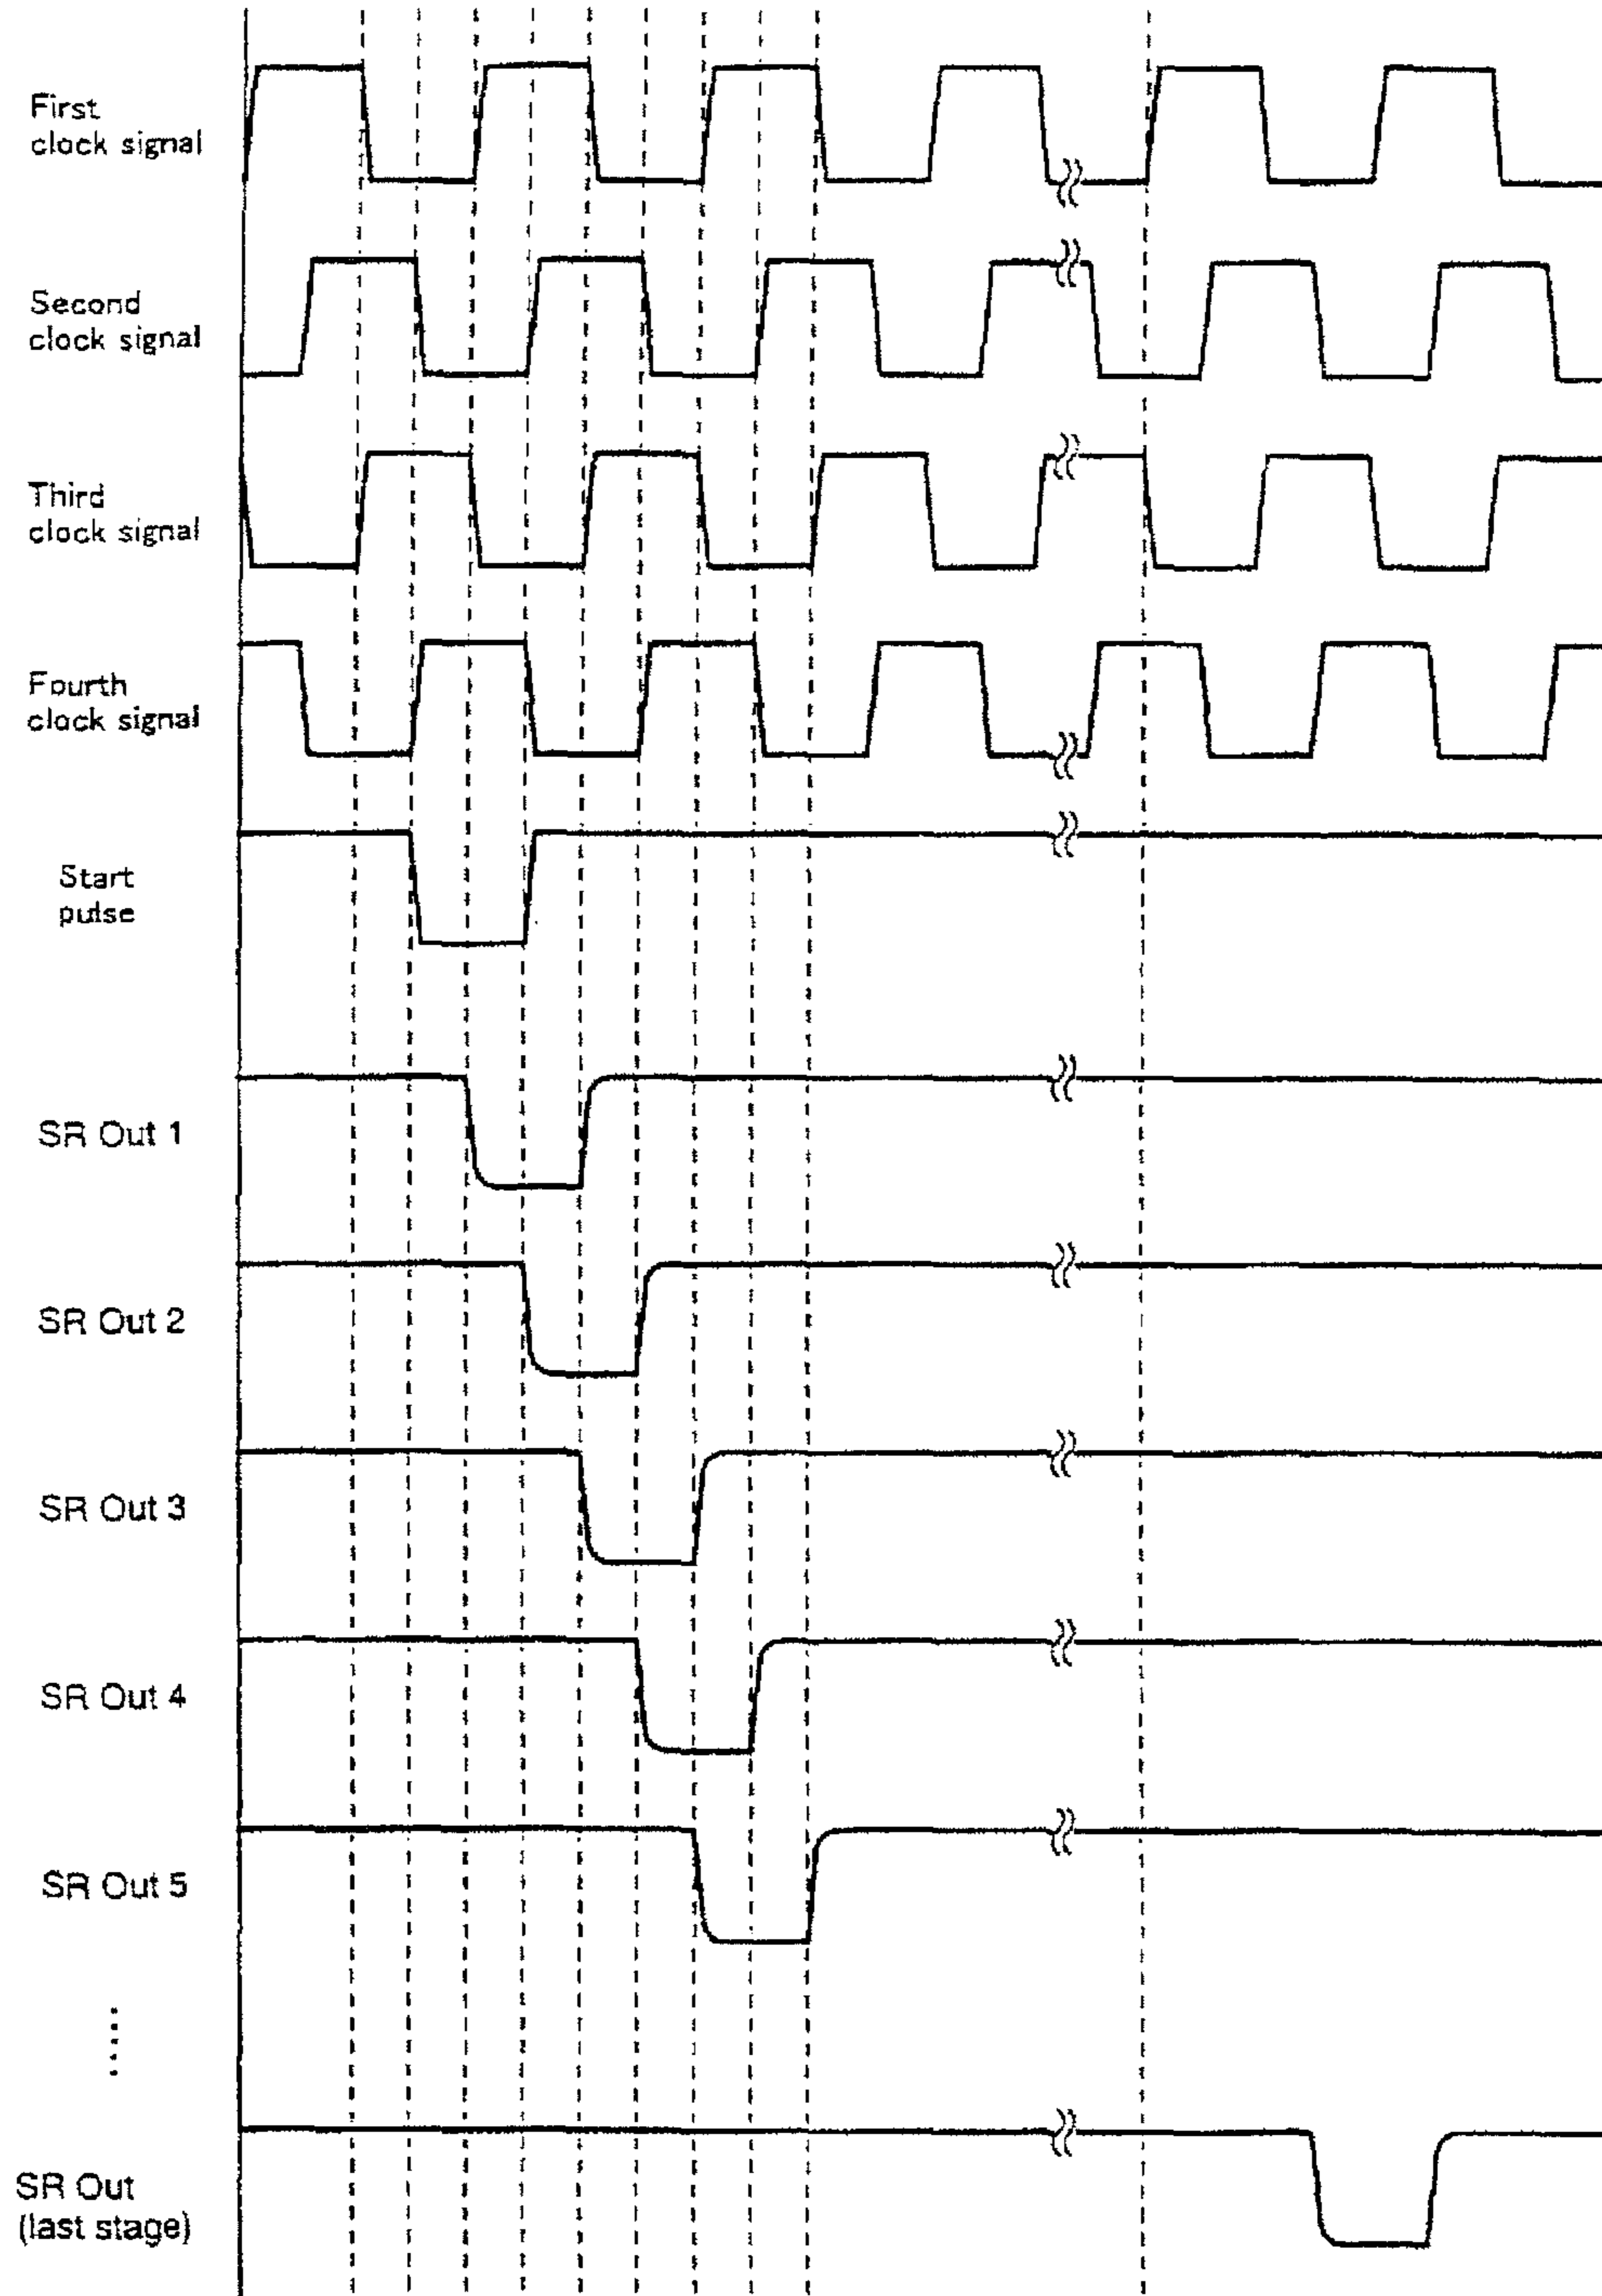 First
clock signal
Second
clock signal
Third
clock signal
Fourth
clock signal
Start
pulse
SR Out 1
SR Out 2
SR Out 3
SR Out 4
SR Out 5
SR Out
(last stage)